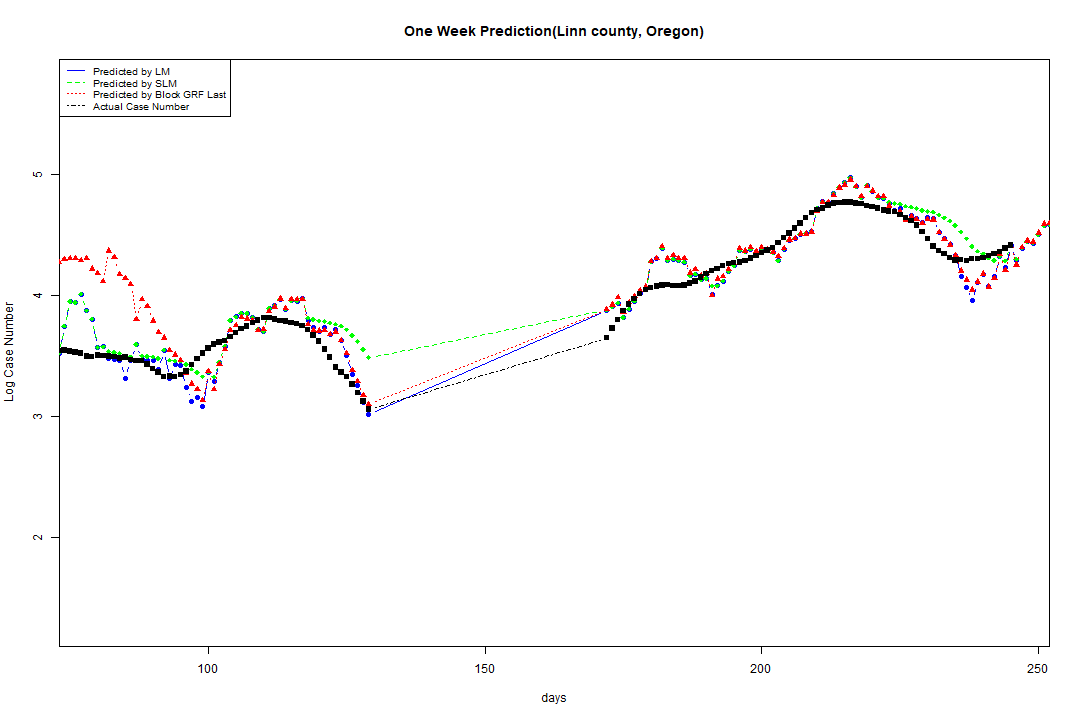 One Week Prediction(Linn county, Oregon)
Predicted by LM
Predicted by SLM
Predicted by Block GRF Last
Actual Case Number
Log Case Number
5
4
3
2
100
150
200
250
days